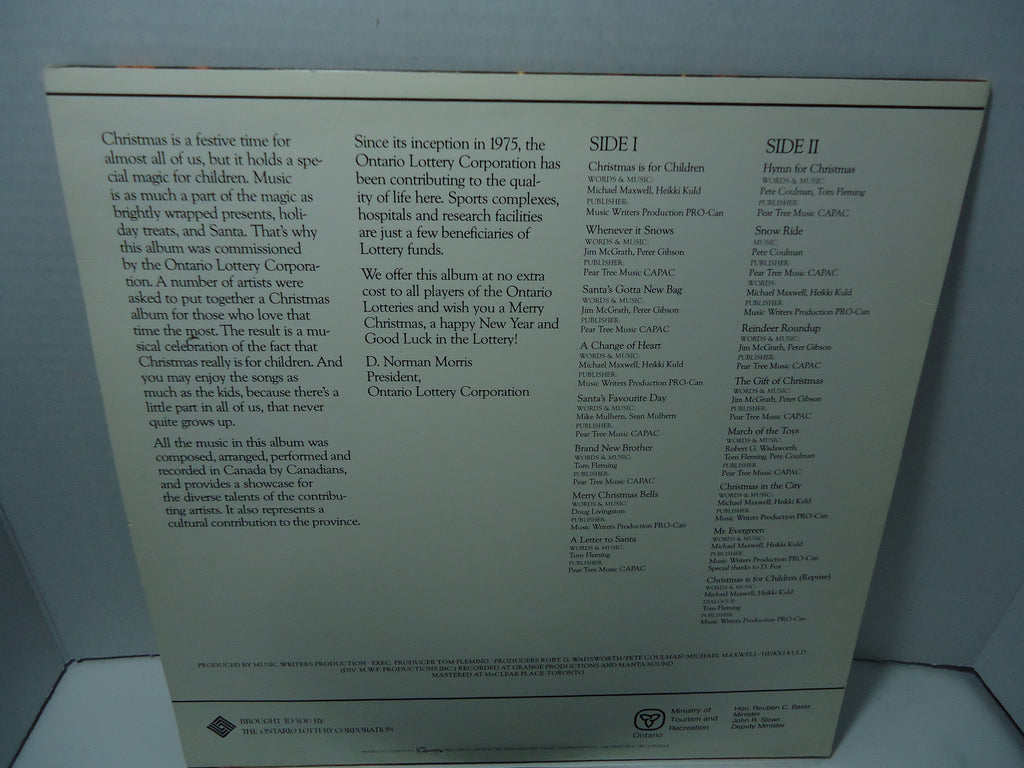 Christmas is a festive time for
almost all of us, but it holds a spe-
cial magic for children. Music
is as much a part of the magic as
brightly wrapped presents, holi-
day treats, and Santa. That's why
this album was commissioned
by the Ontario Lottery Corpora-
tion. A number of artists were
asked to put together a Christmas
album for those who love that
time the most. The result is a mu-
sical celebration of the fact that
Christmas really is for children. And
you may enjoy the songs as
much as the kids, because there's a
little part in all of us, that never
quite grows up.
All the music in this album was
composed, arranged, performed and
recorded in Canada by Canadians,
and provides a showcase for
the diverse talents of the contribu-
ting artists. It also represents a
cultural contribution to the province.
Since its inception in 1975, the
Ontario Lottery Corporation has
been contributing to the qual-
ity of life here. Sports complexes,
hospitals and research facilities
are just a few beneficiaries of
Lottery funds.
We offer this album at no extra
cost to all players of the Ontario
Lotteries and wish you a Merry
Christmas, a happy New Year and
Good Luck in the Lottery!
D. Norman Morris
President,
Ontario Lottery Corporation
SIDE I
Christmas is for Children
WORDS & MUSIC:
Michael Maxwell, Heikki Kuld
PUBLISHER:
Music Writers Production PRO-Can
Whenever it Snows
WORDS & MUSIC:
Jim McGrath, Peter Gibson
PUBLISHER:
Pear Tree Music CAPAC
Santa's Gotta New Bag
WORDS & MUSIC:
Jim McGrath, Peter Gibson
PUBLISHER:
Pear Tree Music CAPAC
A Change of Heart
WORDS & MUSIC:
Michael Maxwell, Heikki Kuld
PUBLISHER:
Music Writers Production PRO-Can
Santa's Favourite Day
WORDS & MUSIC:
Mike Mulhern, Sean Mulhern
PUBLISHER:
Pear Tree Music CAPAC
Brand New Brother
WORDS & MUSIC:
Tom Fleming
PUBLISHER:
Pear Tree Music CAPAC
Merry Christmas Bells
WORDS & MUSIC:
Doug Livingston
PUBLISHER:
Music Writers Production PRO-Can
A Letter to Santa
WORDS & MUSIC:
Tom Fleming
PUBLISHER:
Pear Tree Music CAPAC
SIDE II
Hymn for Christmas
WORDS & MUSIC:
Pete Coulman, Tom Fleming
PUBLISHER:
Pear Tree Music CAPAC
Snow Ride
MUSIC:
Pete Coulman
PUBLISHER:
Pear Tree Music CAPAC
WORDS:
Michael Maxwell, Heikki Kuld
PUBLISHER:
Music Writers Production PRO-Can
Reindeer Roundup
WORDS & MUSIC:
Jim McGrath, Peter Gibson
PUBLISHER:
Pear Tree Music CAPAC
The Gift of Christmas
WORDS & MUSIC:
Jim McGrath, Peter Gibson
PUBLISHER:
Pear Tree Music CAPAC
March of the Toys
WORDS & MUSIC:
Robert G. Wadsworth,
Tom Fleming, Pete Coulman
PUBLISHER:
Pear Tree Music CAPAC
Christmas in the City
WORDS & MUSIC:
Michael Maxwell, Heikki Kuld
PUBLISHER:
Music Writers Production PRO-Can
Mr. Evergreen
WORDS & MUSIC:
Michael Maxwell, Heikki Kuld
PUBLISHER:
Music Writers Production PRO-Can
Special thanks to D. Fox
Christmas is for Children (Reprise)
WORDS & MUSIC:
Michael Maxwell, Heikki Kuld
DIALOGUE:
Tom Fleming
PUBLISHER:
Music Writers Production PRO-Can
PRODUCED BY MUSIC WRITERS PRODUCTION EXEC. PRODUCER TOM FLEMING PRODUCERS ROBT. G. WADSWORTH/PETE COULMAN/MICHAEL MAXWELL/HEIKKI KULD.
(DIV. M.W.P. PRODUCTIONS INC.) RECORDED AT GRANGE PRODUCTIONS AND MANTA SOUND
MASTERED AT McCLEAR PLACE TORONTO
BROUGHT TO YOU BY
THE ONTARIO LOTTERY CORPORATION
Ontario
Ministry of
Tourism and
Recreation
Hon. Reuben C. Baetz
Minister
John R. Sloan
Deputy Minister